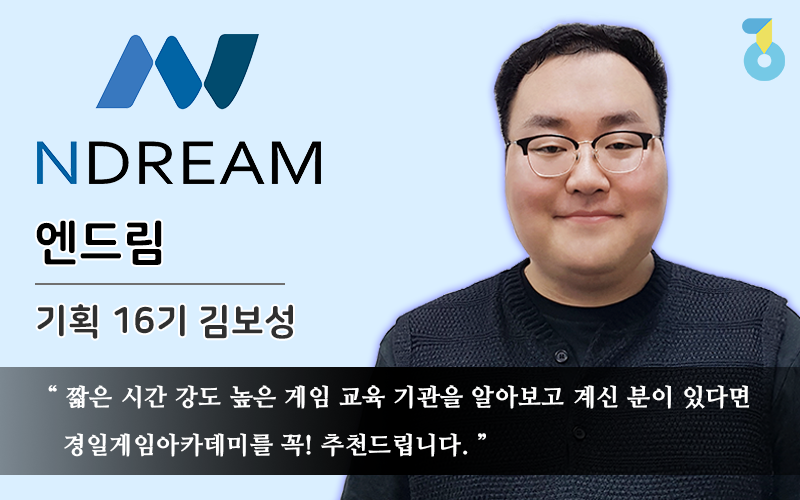 NDREAM
엔드림
기획 16기 김보성
“ 짧은 시간 강도 높은 게임 교육 기관을 알아보고 계신 분이 있다면
경일게임아카데미를 꼭! 추천드립니다. ”